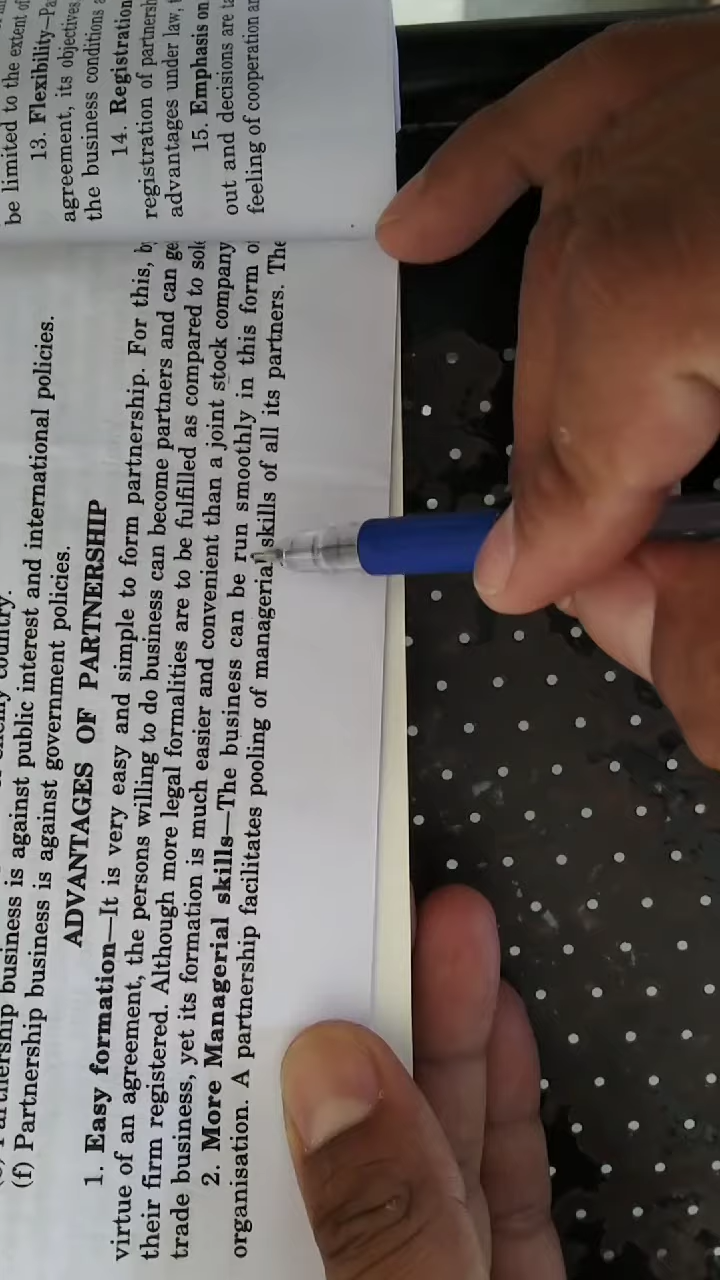 (f) Partnership business is against public interest and international policies.
business is against government policies.
ADVANTAGES OF PARTNERSHIP
1. Easy formation—It is very easy and simple to form partnership. For this,
virtue of an agreement, the persons willing to do business can become partners and can
their firm registered. Although more legal formalities are to be fulfilled as compared to
trade business, yet its formation is much easier and convenient than a joint stock company
2. More Managerial skills—The business can be run smoothly in this form
organisation. A partnership facilitates pooling of managerial skills of all its partners. The
be limited to the extent of
13. Flexibility—
agreement, its objectives,
the business conditions
14. Registration
registration of
advantages under law,
15. Emphasis on
out and decisions are
feeling of cooperation